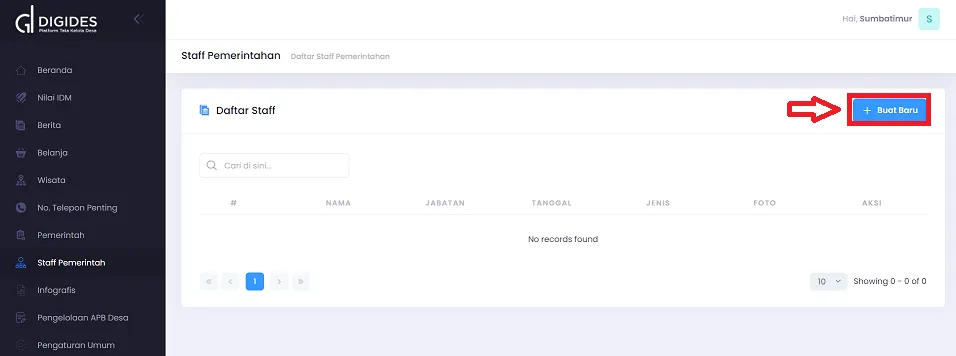 DIGIDES
Platform Tata Kelola Desa
Hai, Sumbatimur
S
Beranda
Nilai IDM
Berita
Belanja
Wisata
No. Telepon Penting
Pemerintah
Staff Pemerintah
Infografis
Pengelolaan APB Desa
Pengaturan Umum
Staff Pemerintahan Daftar Staff Pemerintahan
Daftar Staff
+ Buat Baru
Cari di sini...
# NAMA JABATAN TANGGAL JENIS FOTO AKSI
No records found
« ‹ 1 › »
10 Showing 0 - 0 of 0